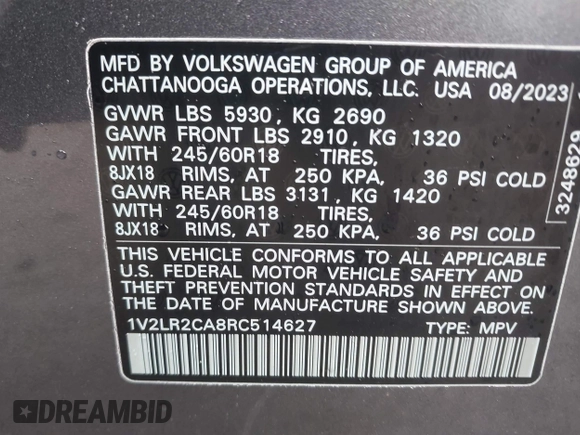 MFD BY VOLKSWAGEN GROUP OF AMERICA
CHATTANOOGA OPERATIONS, LLC. USA 08/2023
GVWR LBS 5930, KG 2690
GAWR FRONT LBS 2910, KG 1320
WITH 245/60R18 TIRES,
8JX18 RIMS, AT 250 KPA, 36 PSI COLD
GAWR REAR LBS 3131, KG 1420
WITH 245/60R18 TIRES,
8JX18 RIMS, AT 250 KPA, 36 PSI COLD
THIS VEHICLE CONFORMS TO ALL APPLICABLE
U.S. FEDERAL MOTOR VEHICLE SAFETY AND
THEFT PREVENTION STANDARDS IN EFFECT ON
THE DATE OF MANUFACTURE SHOWN ABOVE.
1V2LR2CA8RC514627 TYPE: MPV
32486629
DREAMBID